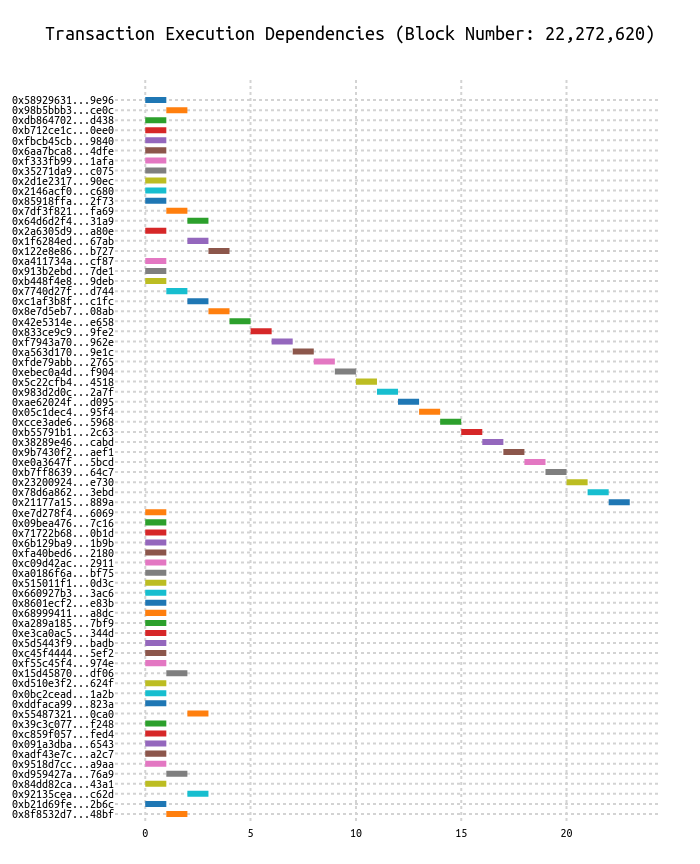 Transaction Execution Dependencies (Block Number: 22,272,620)
0x58929631...9e96
0x98b5bbb3...ce0c
0xdb864702...d438
0xb712ce1c...0ee0
0xfbcb45cb...9840
0x6aa7bca8...4dfe
0xf333fb99...1afa
0x35271da9...c075
0x2d1e2317...90ec
0x2146acf0...c680
0x85918ffa...2f73
0x7df3f821...fa69
0x64d6d2f4...31a9
0x2a6305d9...a80e
0x1f6284ed...67ab
0x122e8e86...b727
0xa411734a...cf87
0x913b2ebd...7de1
0xb448f4e8...9deb
0x7740d27f...d744
0xc1af3b8f...c1fc
0x8e7d5eb7...08ab
0x42e5314e...e658
0x833ce9c9...9fe2
0xf7943a70...962e
0xa563d170...9e1c
0xfde79abb...2765
0xebec0a4d...f904
0x5c22cfb4...4518
0x983d2d0c...2a7f
0xae62024f...d095
0x05c1dec4...95f4
0xcce3ade6...5968
0xb55791b1...2c63
0x38289e46...cabd
0x9b7430f2...aef1
0xe0a3647f...5bcd
0xb7ff8639...64c7
0x23200924...e730
0x78d6a862...3ebd
0x21177a15...889a
0xe7d278f4...6069
0x09bea476...7c16
0x71722b68...0b1d
0x6b129ba9...1b9b
0xfa40bed6...2180
0xc09d42ac...2911
0xa0186f6a...bf75
0x515011f1...0d3c
0x660927b3...3ac6
0x8601ecf2...e83b
0x68999411...a8dc
0xa289a185...7bf9
0xe3ca0ac5...344d
0x5d5443f9...badb
0xc45f4444...5ef2
0xf55c45f4...974e
0x15d45870...df06
0xd510e3f2...624f
0x0bc2cead...1a2b
0xddfaca99...823a
0x55487321...0ca0
0x39c3c077...f248
0xc859f057...fed4
0x091a3dba...6543
0xadf43e7c...a2c7
0x9518d7cc...a9aa
0xd959427a...76a9
0x84dd82ca...43a1
0x92135cea...c62d
0xb21d69fe...2b6c
0x8f8532d7...48bf
0 5 10 15 20